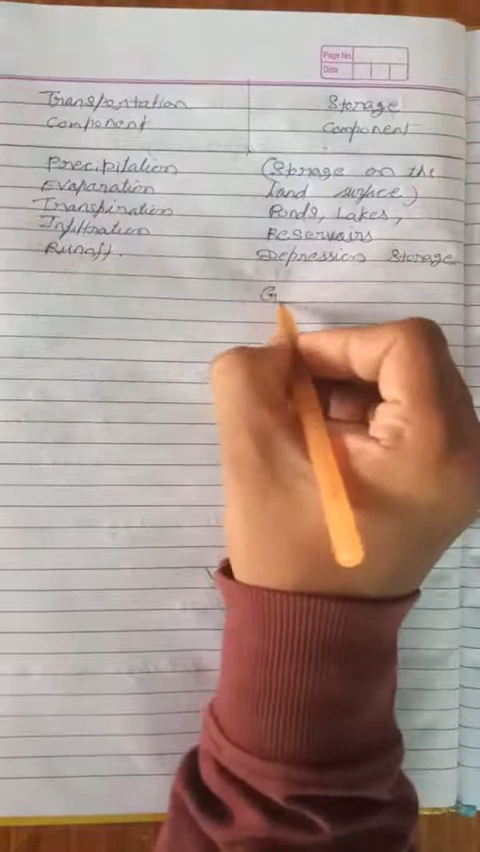 Page No.
Date
Transportation
Component
Storage
Component
Precipitation
Evaporation
Transpiration
Infiltration
Runoff.
(Storage on the
land surface)
Ponds, Lakes,
Reservoirs
Depression Storage
G